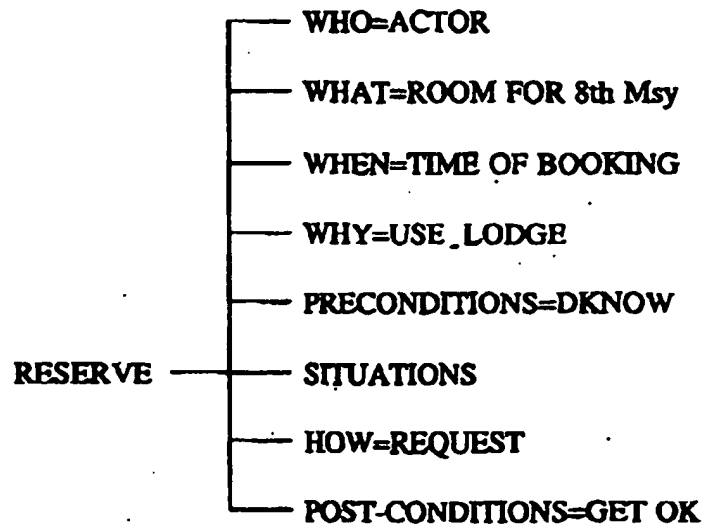 WHO=ACTOR
WHAT=ROOM FOR 8th Msy
WHEN=TIME OF BOOKING
WHY=USE_LODGE
PRECONDITIONS=DKNOW
RESERVE
SITUATIONS
HOW=REQUEST
POST-CONDITIONS=GET OK